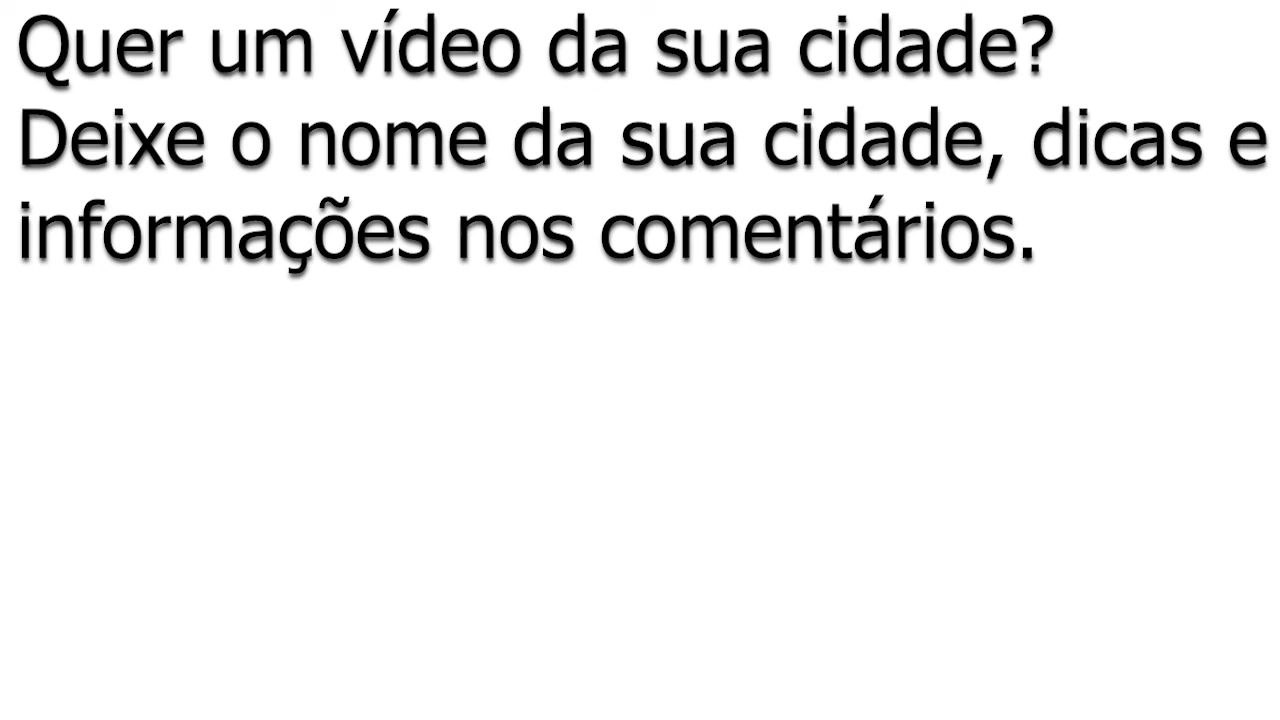 Quer um vídeo da sua cidade?
Deixe o nome da sua cidade, dicas e
informações nos comentários.